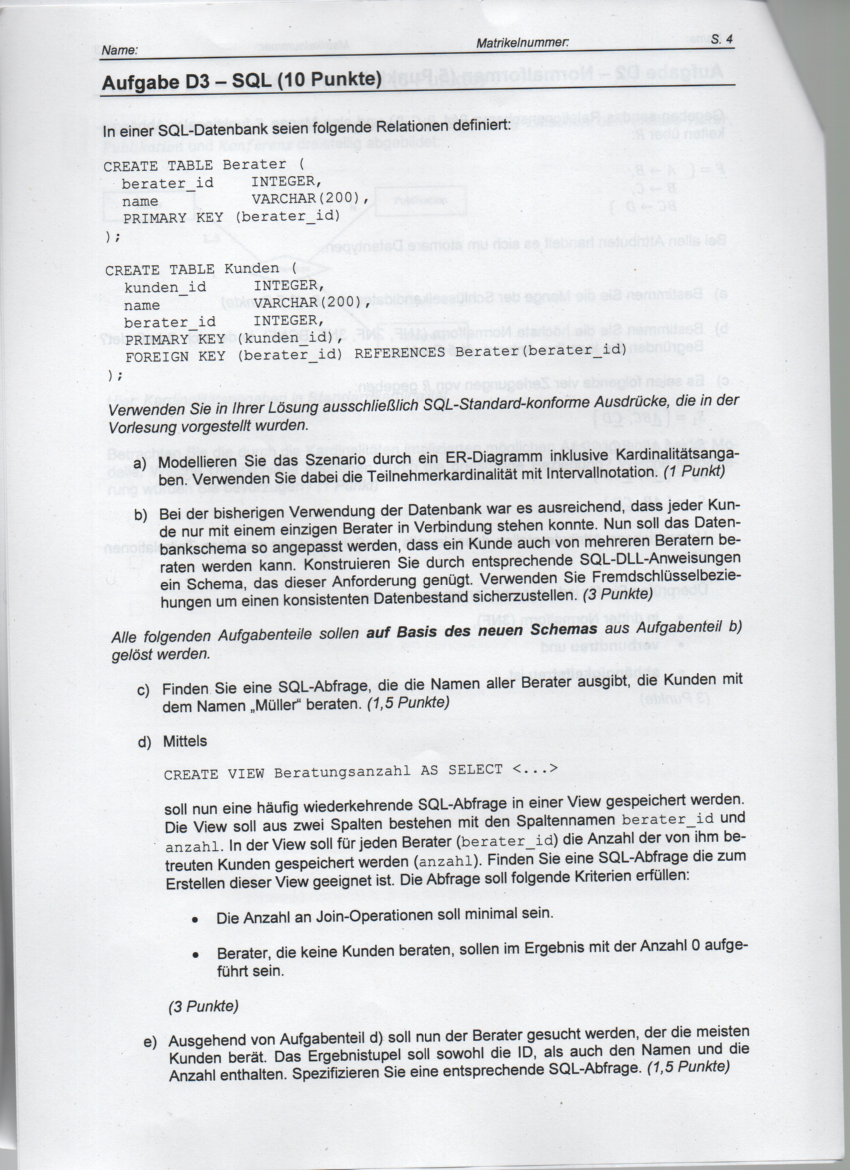 Name:
Matrikelnummer:
S. 4
Aufgabe D3 – SQL (10 Punkte)
In einer SQL-Datenbank seien folgende Relationen definiert:
CREATE TABLE Berater (
berater_id INTEGER,
name VARCHAR(200),
PRIMARY KEY (berater_id)
);
CREATE TABLE Kunden (
kunden_id INTEGER,
name VARCHAR(200),
berater_id INTEGER,
PRIMARY KEY (kunden_id),
FOREIGN KEY (berater_id) REFERENCES Berater(berater_id)
);
Verwenden Sie in Ihrer Lösung ausschließlich SQL-Standard-konforme Ausdrücke, die in der
Vorlesung vorgestellt wurden.
a) Modellieren Sie das Szenario durch ein ER-Diagramm inklusive Kardinalitätsanga-
ben. Verwenden Sie dabei die Teilnehmerkardinalität mit Intervallnotation. (1 Punkt)
b) Bei der bisherigen Verwendung der Datenbank war es ausreichend, dass jeder Kun-
de nur mit einem einzigen Berater in Verbindung stehen konnte. Nun soll das Daten-
bankschema so angepasst werden, dass ein Kunde auch von mehreren Beratern be-
raten werden kann. Konstruieren Sie durch entsprechende SQL-DLL-Anweisungen
ein Schema, das dieser Anforderung genügt. Verwenden Sie Fremdschlüsselbezie-
hungen um einen konsistenten Datenbestand sicherzustellen. (3 Punkte)
Alle folgenden Aufgabenteile sollen auf Basis des neuen Schemas aus Aufgabenteil b)
gelöst werden.
c) Finden Sie eine SQL-Abfrage, die die Namen aller Berater ausgibt, die Kunden mit
dem Namen „Müller“ beraten. (1,5 Punkte)
d) Mittels
CREATE VIEW Beratungsanzahl AS SELECT <...>
soll nun eine häufig wiederkehrende SQL-Abfrage in einer View gespeichert werden.
Die View soll aus zwei Spalten bestehen mit den Spaltennamen berater_id und
anzahl. In der View soll für jeden Berater (berater_id) die Anzahl der von ihm be-
treuten Kunden gespeichert werden (anzahl). Finden Sie eine SQL-Abfrage die zum
Erstellen dieser View geeignet ist. Die Abfrage soll folgende Kriterien erfüllen:
• Die Anzahl an Join-Operationen soll minimal sein.
• Berater, die keine Kunden beraten, sollen im Ergebnis mit der Anzahl 0 aufge-
führt sein.
(3 Punkte)
e) Ausgehend von Aufgabenteil d) soll nun der Berater gesucht werden, der die meisten
Kunden berät. Das Ergebnistupel soll sowohl die ID, als auch den Namen und die
Anzahl enthalten. Spezifizieren Sie eine entsprechende SQL-Abfrage. (1,5 Punkte)